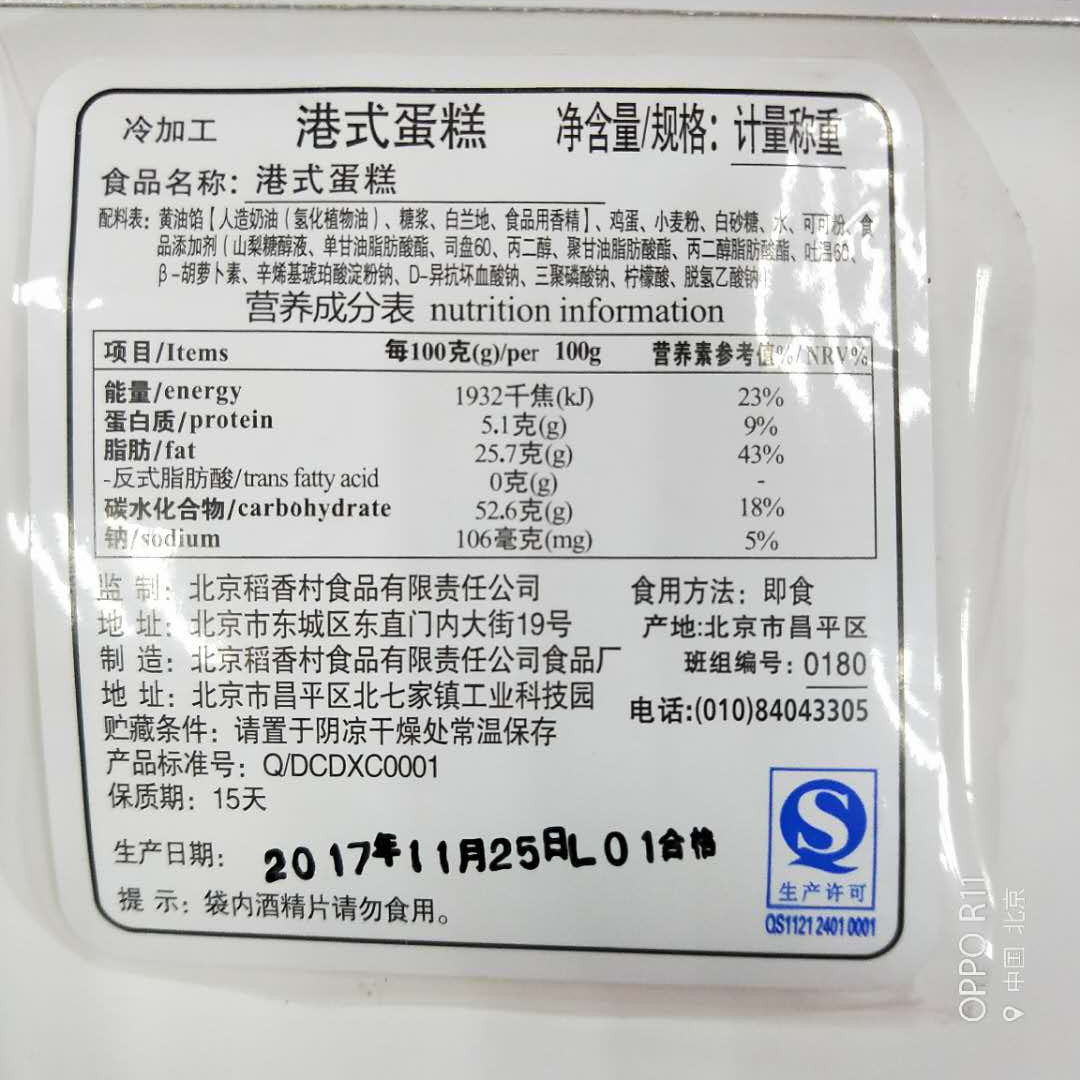 冷加工 港式蛋糕 净含量/规格：计量称重
食品名称：港式蛋糕
配料表：黄油馅【人造奶油（氢化植物油）、糖浆、白兰地、食品用香精】、鸡蛋、小麦粉、白砂糖、水、可可粉、食
品添加剂（山梨糖醇液、单甘油脂肪酸酯、司盘60、丙二醇、聚甘油脂肪酸酯、丙二醇脂肪酸酯、吐温60、
β-胡萝卜素、辛烯基琥珀酸淀粉钠、D-异抗坏血酸钠、三聚磷酸钠、柠檬酸、脱氢乙酸钠）
营养成分表 nutrition information
项目/Items 每100克(g)/per 100g 营养素参考值%/NRV%
能量/energy 1932千焦(kJ) 23%
蛋白质/protein 5.1克(g) 9%
脂肪/fat 25.7克(g) 43%
-反式脂肪酸/trans fatty acid 0克(g) -
碳水化合物/carbohydrate 52.6克(g) 18%
钠/sodium 106毫克(mg) 5%
监 制：北京稻香村食品有限责任公司 食用方法：即食
地 址：北京市东城区东直门内大街19号 产地:北京市昌平区
制 造：北京稻香村食品有限责任公司食品厂 班组编号：0180
地 址：北京市昌平区北七家镇工业科技园 电话:(010)84043305
贮藏条件：请置于阴凉干燥处常温保存
产品标准号：Q/DCDXC0001
保质期：15天
生产日期：2017年11月25日L01合格
提 示：袋内酒精片请勿食用。
生产许可
QS1121 2401 0001
OPPO R11
中国 北京